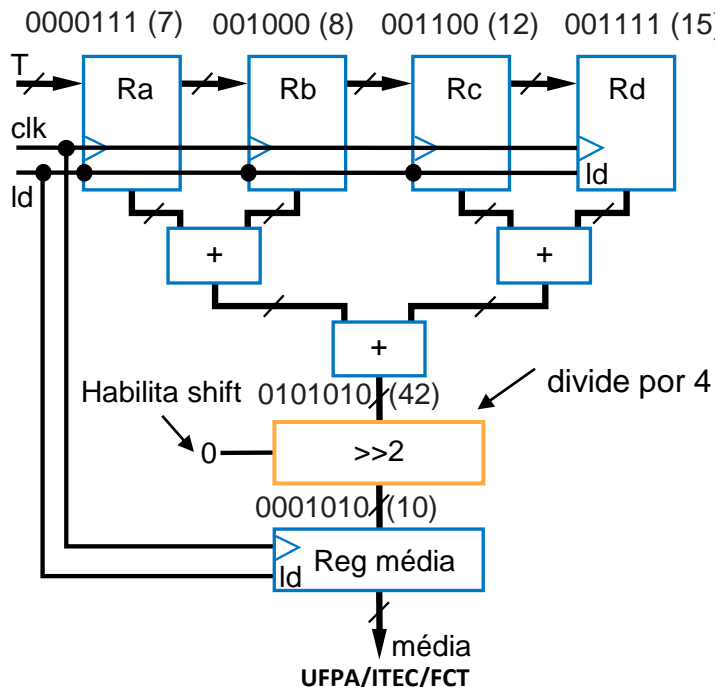 0000111 (7) 001000 (8) 001100 (12) 001111 (15)
T
Ra Rb Rc Rd
clk
ld
ld
+ +
+
Habilita shift
0101010 (42)
divide por 4
0
>>2
0001010 (10)
Reg média
ld
média
UFPA/ITEC/FCT